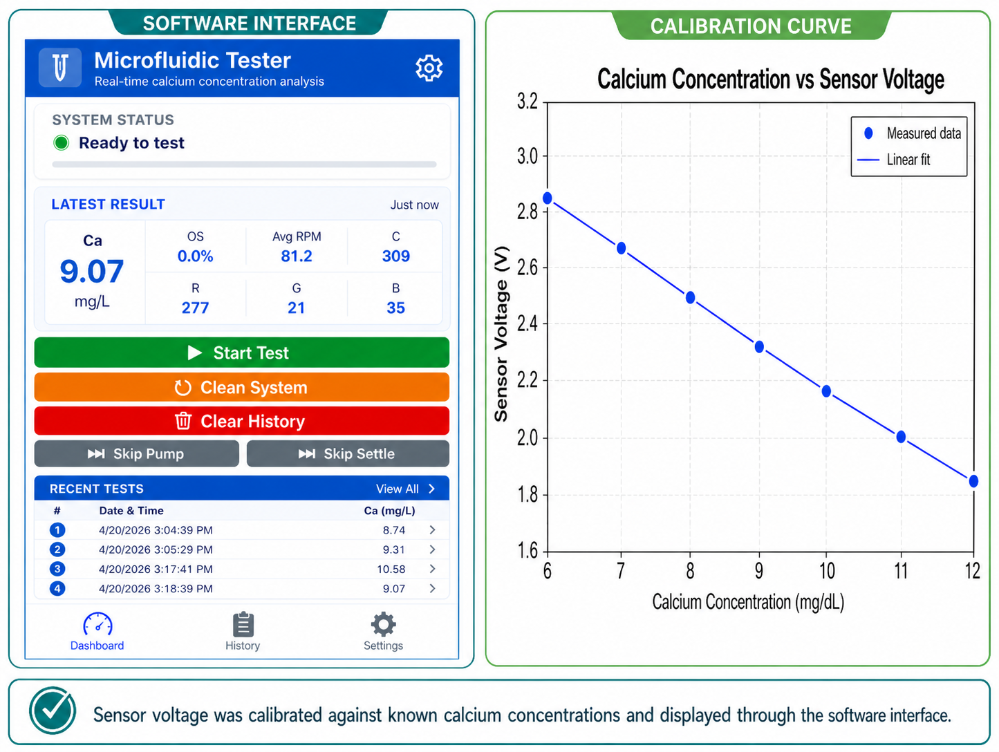 SOFTWARE INTERFACE
Microfluidic Tester
Real-time calcium concentration analysis
SYSTEM STATUS
Ready to test
LATEST RESULT
Just now
Ca
9.07
mg/L
OS
0.0%
Avg RPM
81.2
C
309
R
277
G
21
B
35
Start Test
Clean System
Clear History
Skip Pump
Skip Settle
RECENT TESTS
View All
# Date & Time Ca (mg/L)
1 4/20/2026 3:04:39 PM 8.74
2 4/20/2026 3:05:29 PM 9.31
3 4/20/2026 3:17:41 PM 10.58
4 4/20/2026 3:18:39 PM 9.07
Dashboard
History
Settings
CALIBRATION CURVE
Calcium Concentration vs Sensor Voltage
Measured data
Linear fit
Sensor Voltage (V)
3.2
3.0
2.8
2.6
2.4
2.2
2.0
1.8
1.6
6 7 8 9 10 11 12
Calcium Concentration (mg/dL)
Sensor voltage was calibrated against known calcium concentrations and displayed through the software interface.